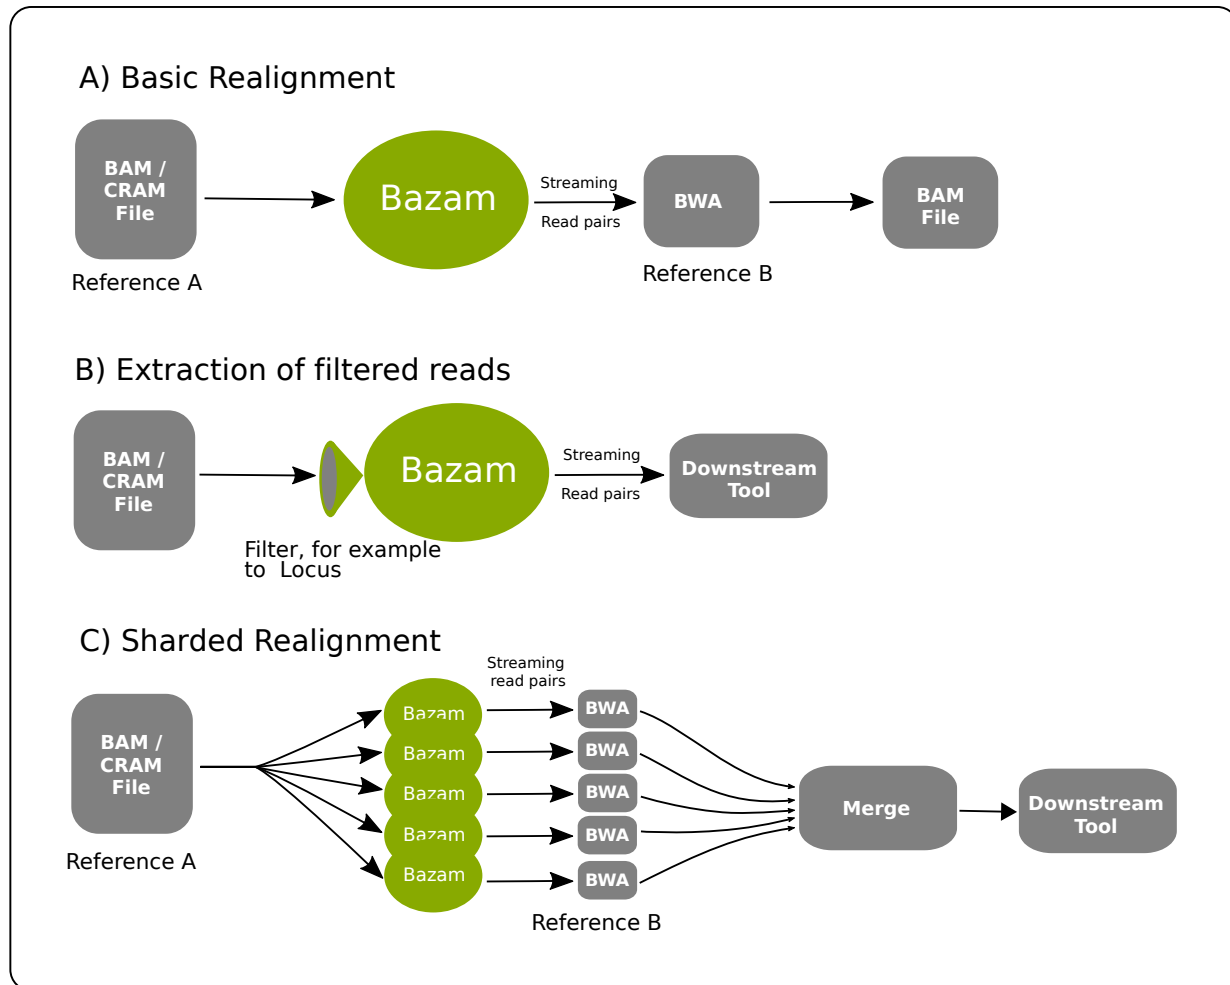 A) Basic Realignment
BAM /
CRAM
File
Reference A
Bazam
Streaming
Read pairs
BWA
Reference B
BAM
File
B) Extraction of filtered reads
BAM /
CRAM
File
Filter, for example
to Locus
Bazam
Streaming
Read pairs
Downstream
Tool
C) Sharded Realignment
BAM /
CRAM
File
Reference A
Bazam
Bazam
Bazam
Bazam
Bazam
Streaming
read pairs
BWA
BWA
BWA
BWA
BWA
Reference B
Merge
Downstream
Tool